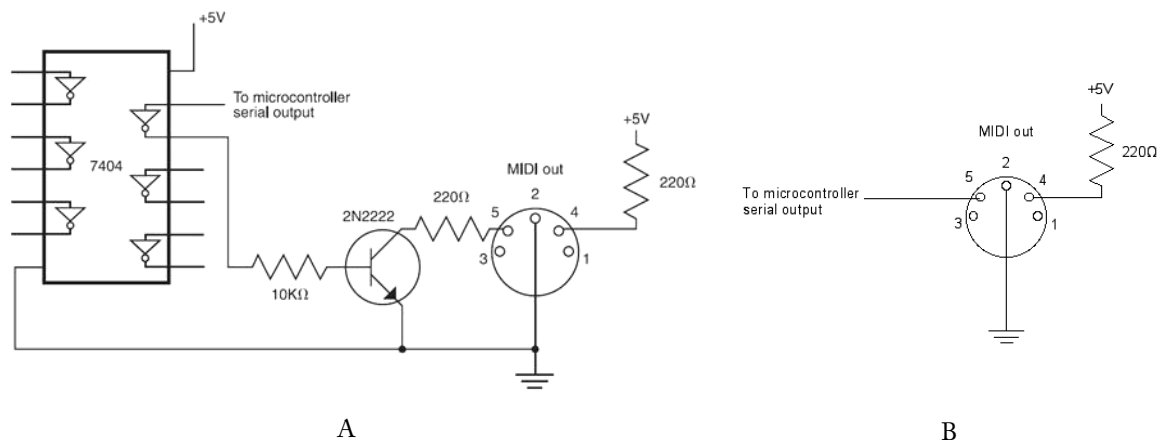 +5V
To microcontroller
serial output
7404
10KΩ
2N2222
220Ω
MIDI out
5
2
4
3
1
+5V
220Ω
A
To microcontroller
serial output
MIDI out
5
2
4
3
1
+5V
220Ω
B